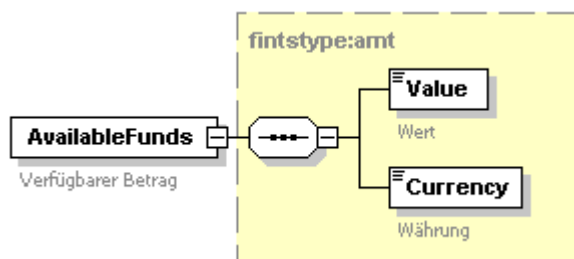 fintstype:amt
Value
Wert
AvailableFunds
Verfügbarer Betrag
Currency
Währung